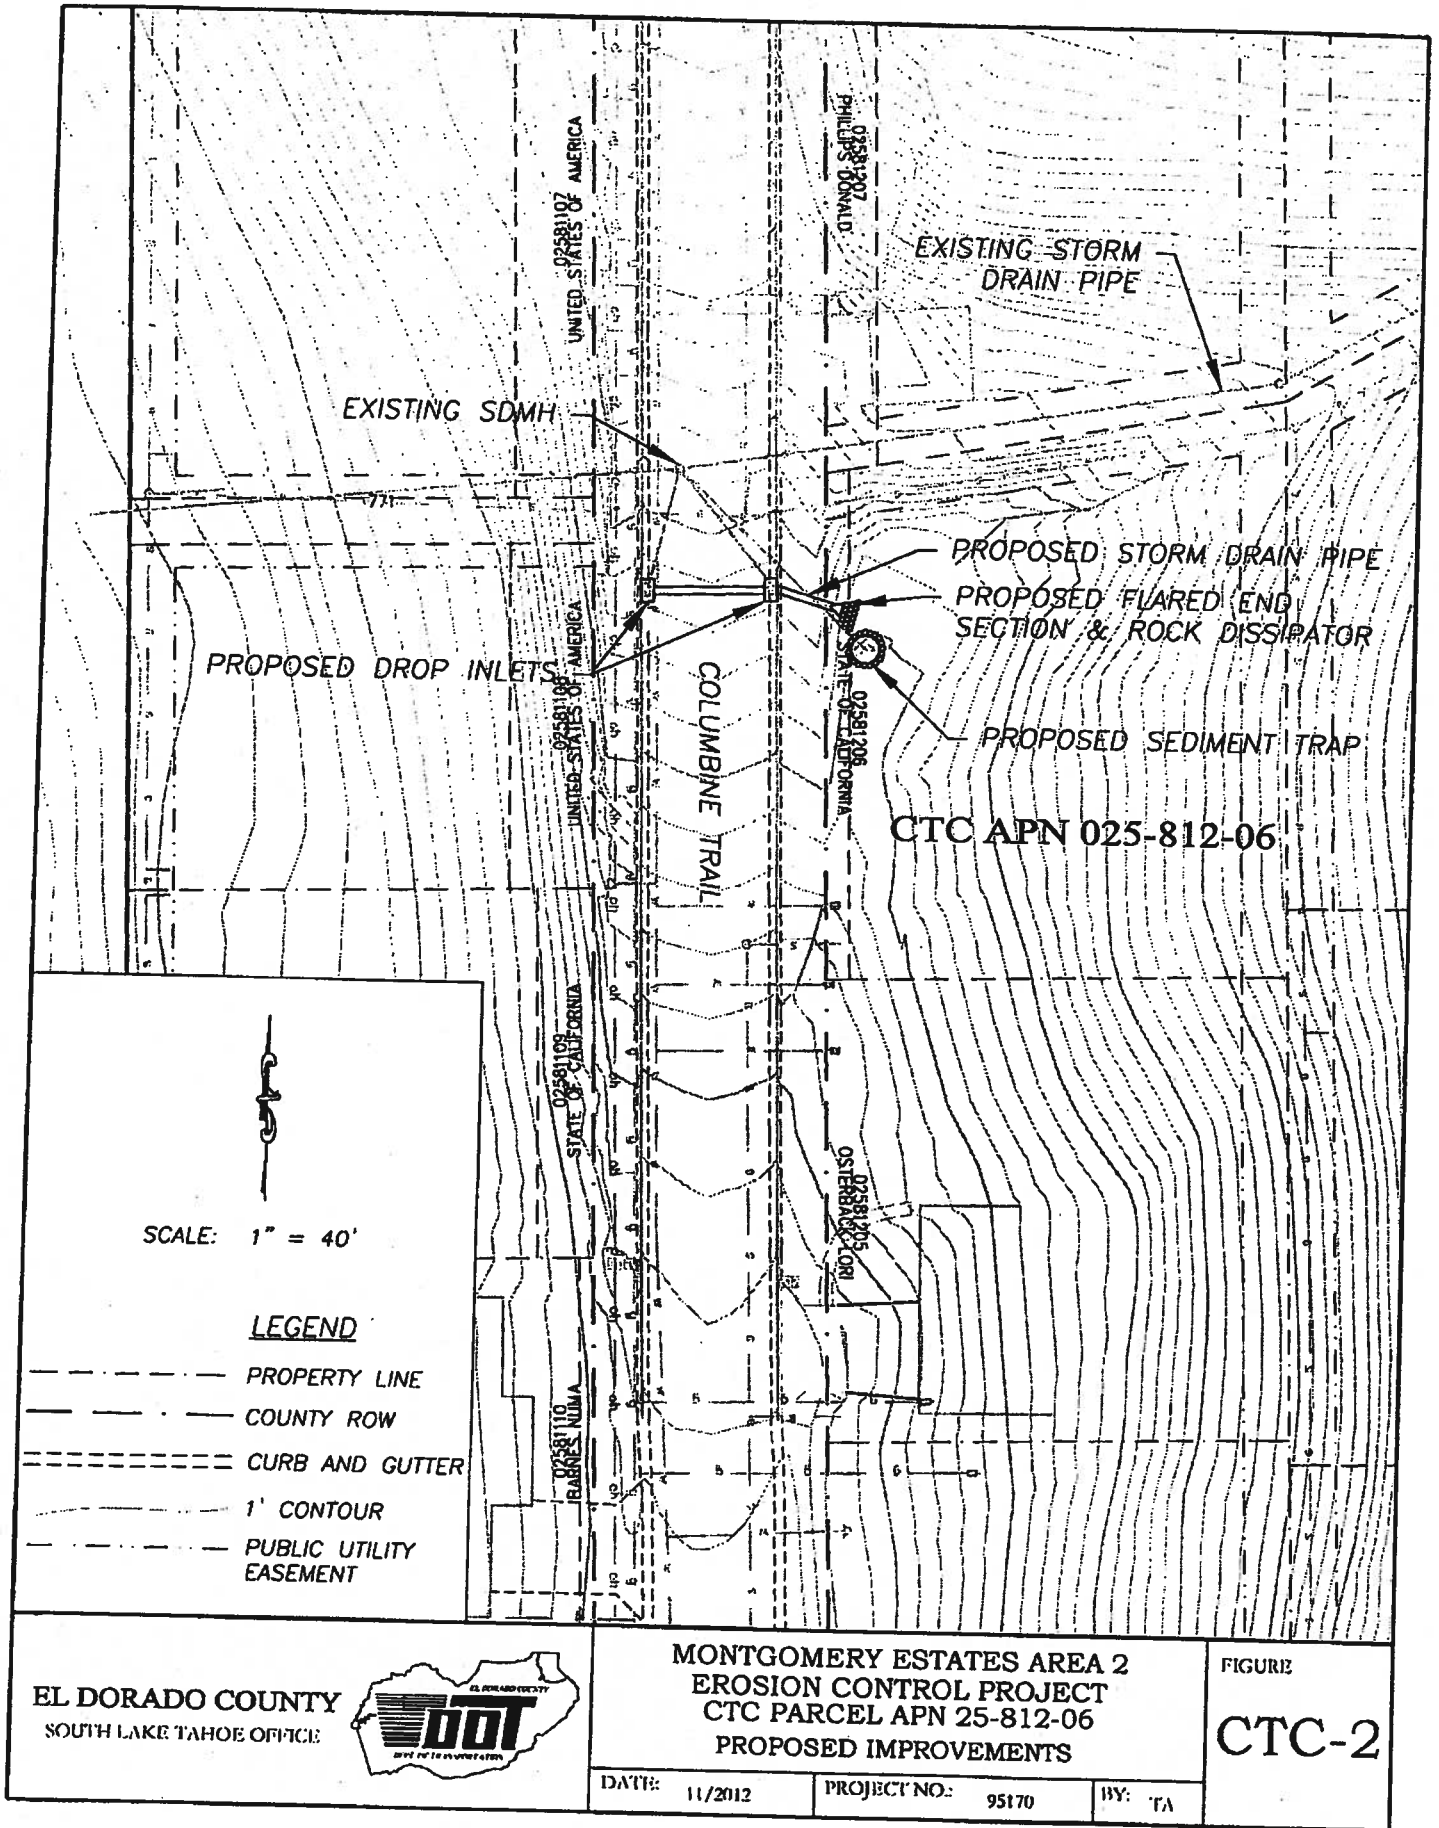 02581107
UNITED STATES OF AMERICA
02581207
PHILLIPS DONALD
EXISTING STORM
DRAIN PIPE
EXISTING SDMH
PROPOSED STORM DRAIN PIPE
PROPOSED FLARED END
SECTION & ROCK DISSIPATOR
PROPOSED DROP INLETS
02581108
UNITED STATES OF AMERICA
COLUMBINE TRAIL
02581206
STATE OF CALIFORNIA
PROPOSED SEDIMENT TRAP
CTC APN 025-812-06
02581109
STATE OF CALIFORNIA
02581205
OSTERBACK LORI
02581110
BARNES NUMA
SCALE: 1" = 40'
LEGEND
PROPERTY LINE
COUNTY ROW
CURB AND GUTTER
1' CONTOUR
PUBLIC UTILITY
EASEMENT
EL DORADO COUNTY
SOUTH LAKE TAHOE OFFICE
EL DORADO COUNTY
DOT
MONTGOMERY ESTATES AREA 2
EROSION CONTROL PROJECT
CTC PARCEL APN 25-812-06
PROPOSED IMPROVEMENTS
FIGURE
CTC-2
DATE: 11/2012
PROJECT NO.: 95170
BY: TA